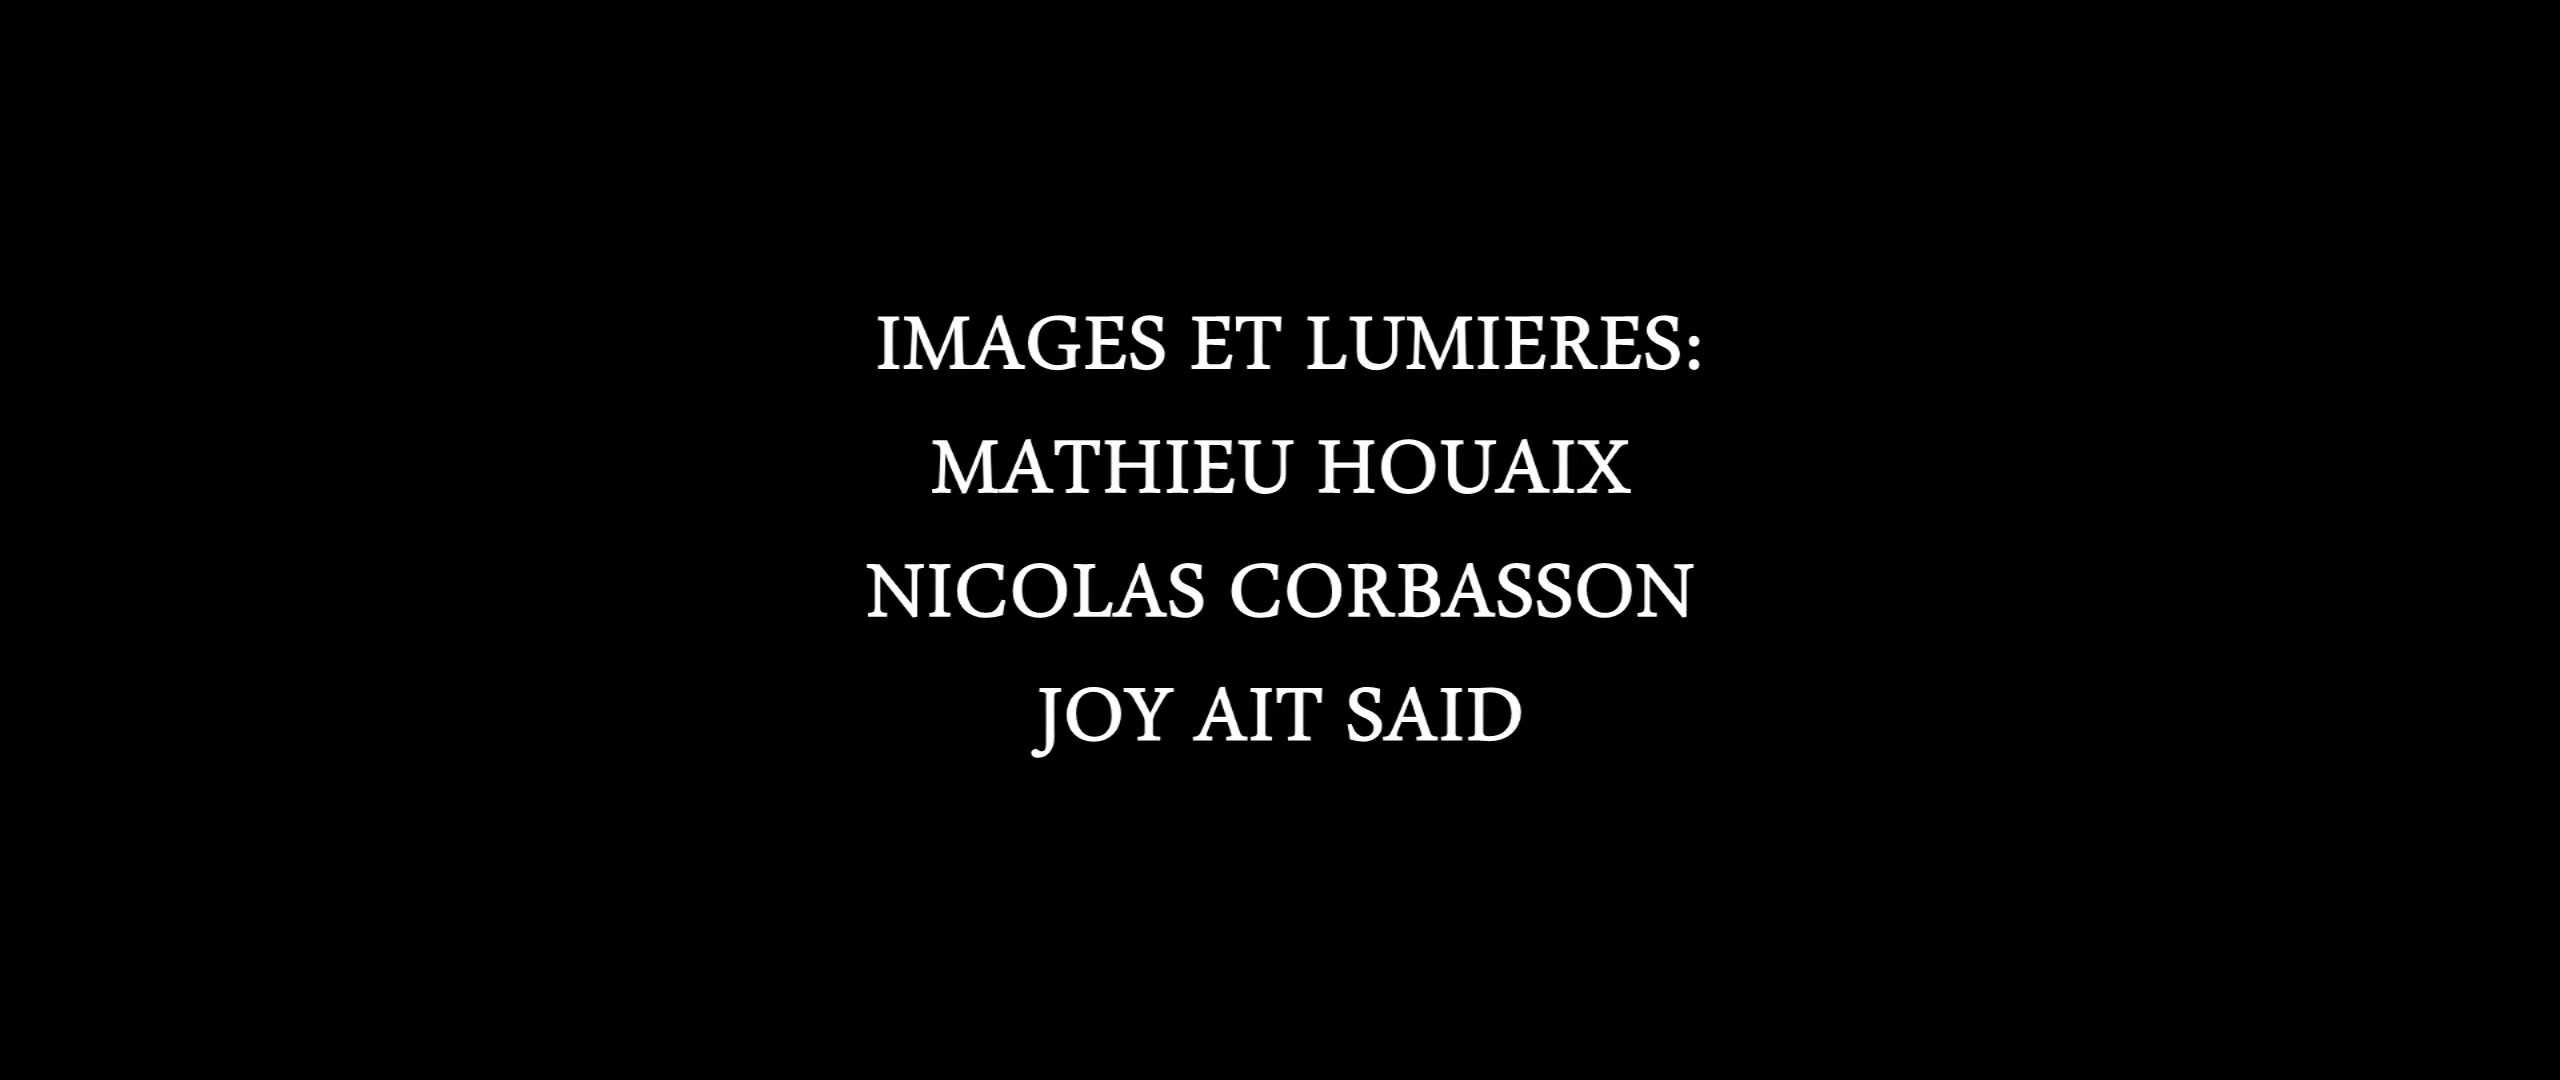 IMAGES ET LUMIERES:
MATHIEU HOUAIX
NICOLAS CORBASSON
JOY AIT SAID